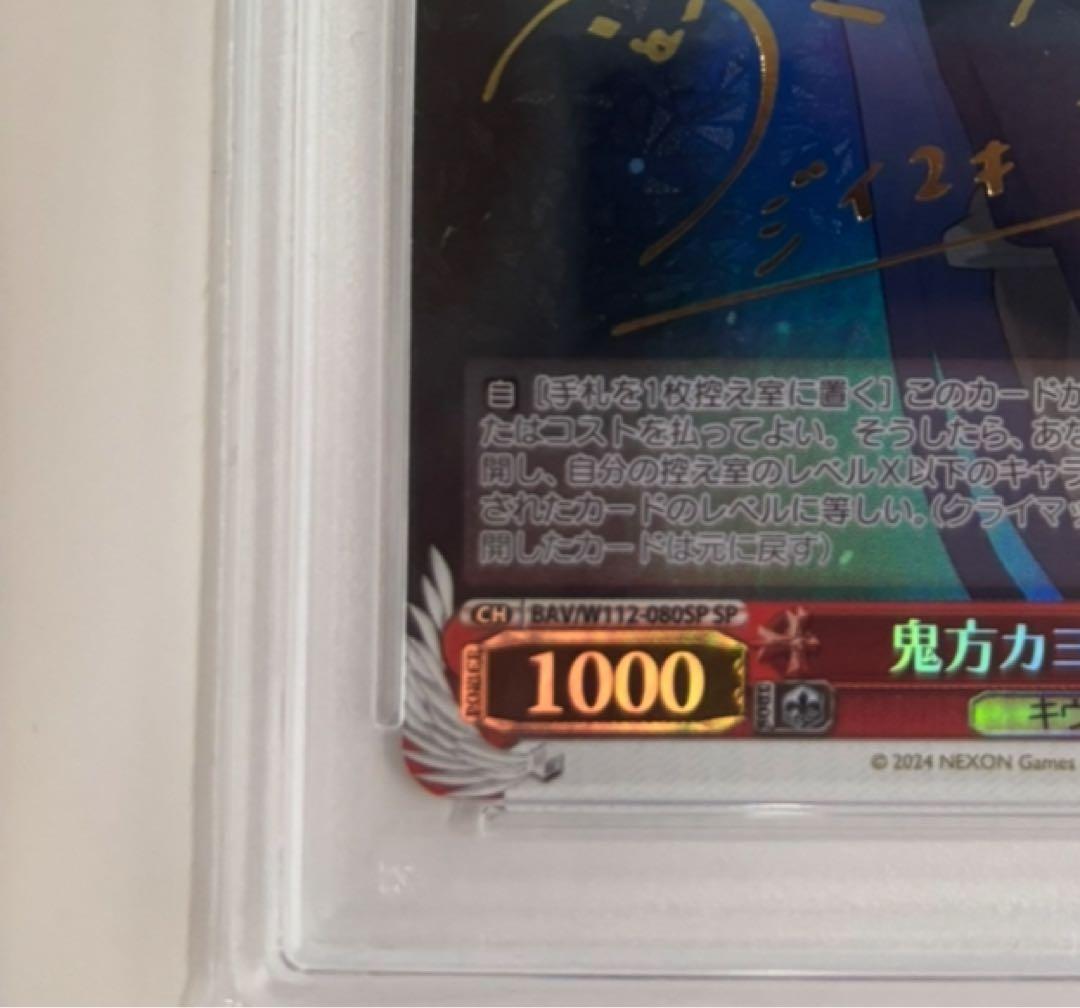 ジイユキ
自 [手札を1枚控え室に置く] このカードが
たはコストを払ってよい。そうしたら、あな
開し、自分の控え室のレベルX以下のキャラ
されたカードのレベルに等しい。(クライマッ
開したカードは元に戻す)
CH BAV/W112-080SP SP
POWER 1000 鬼方カヨ
SOUL キヴ
© 2024 NEXON Games